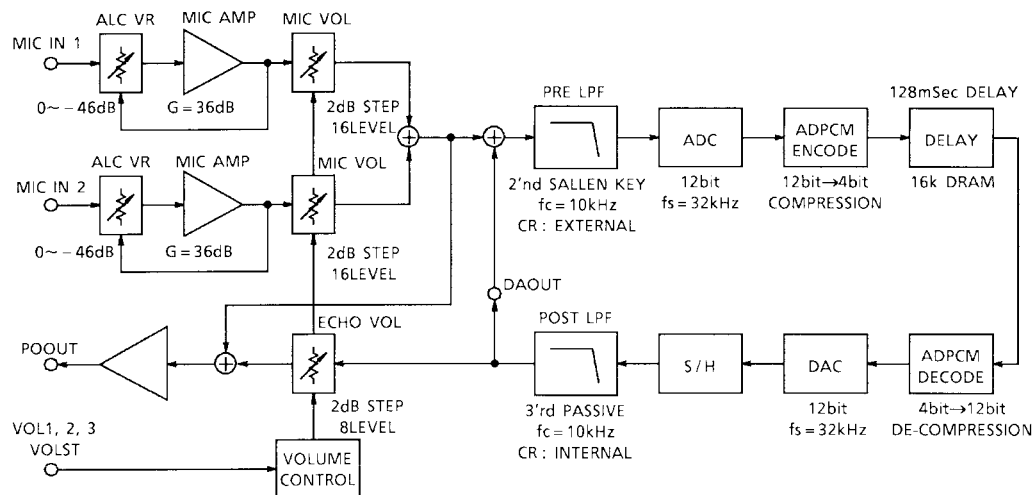 ALC VR
MIC AMP
MIC VOL
MIC IN 1
0~ −46dB
G = 36dB
2dB STEP
16LEVEL
PRE LPF
2'nd SALLEN KEY
fc = 10kHz
CR : EXTERNAL
ADC
12bit
fs = 32kHz
ADPCM
ENCODE
12bit→4bit
COMPRESSION
128mSec DELAY
DELAY
16k DRAM
ALC VR
MIC AMP
MIC VOL
MIC IN 2
0~ −46dB
G = 36dB
2dB STEP
16LEVEL
DAOUT
ECHO VOL
POOUT
2dB STEP
8LEVEL
POST LPF
3'rd PASSIVE
fc = 10kHz
CR : INTERNAL
S / H
DAC
12bit
fs = 32kHz
ADPCM
DECODE
4bit→12bit
DE-COMPRESSION
VOL1, 2, 3
VOLST
VOLUME
CONTROL